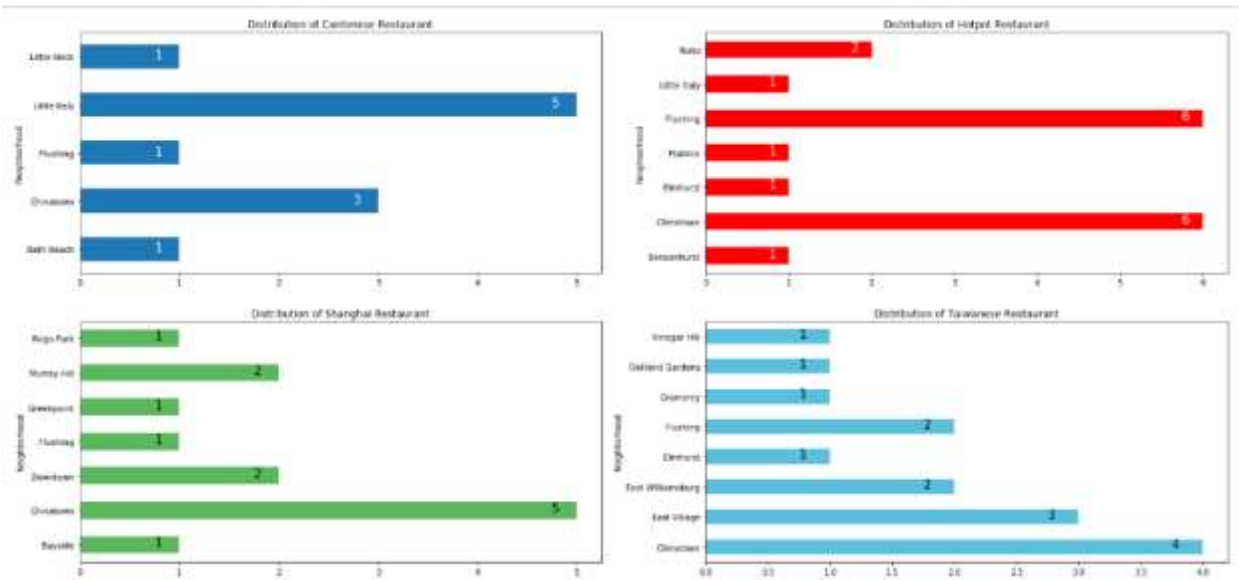 Distribution of Cantonese Restaurant
Neighborhood
Little Neck
1
Little Italy
5
Flushing
1
Chinatown
3
Bath Beach
1
0 1 2 3 4 5
Distribution of Hotpot Restaurant
Neighborhood
Noho
2
Little Italy
1
Flushing
6
1
Elmhurst
1
Chinatown
6
Bensonhurst
1
0 1 2 3 4 5 6
Distribution of Shanghai Restaurant
Neighborhood
Rego Park
1
Murray Hill
2
Greenpoint
1
Flushing
1
Downtown
2
Chinatown
5
Bayside
1
0 1 2 3 4 5
Distribution of Taiwanese Restaurant
Neighborhood
Vinegar Hill
1
Oakland Gardens
1
Gramercy
1
Flushing
2
Elmhurst
1
East Williamsburg
2
East Village
3
Chinatown
4
0.0 0.5 1.0 1.5 2.0 2.5 3.0 3.5 4.0